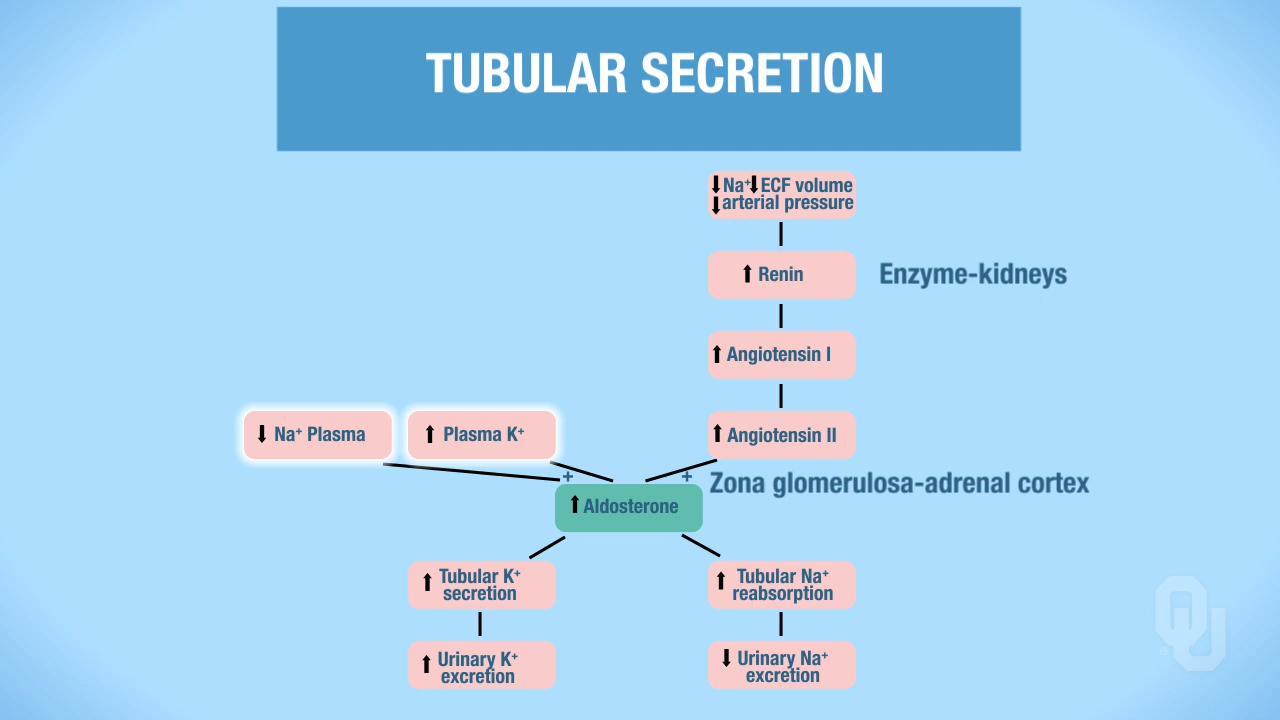 TUBULAR SECRETION
⬇Na⁺⬇ECF volume
⬇arterial pressure
⬆ Renin
Enzyme-kidneys
⬆ Angiotensin I
⬇ Na⁺ Plasma
⬆ Plasma K⁺
⬆ Angiotensin II
+ +
Zona glomerulosa-adrenal cortex
⬆Aldosterone
⬆ Tubular K⁺
secretion
⬆ Tubular Na⁺
reabsorption
⬆ Urinary K⁺
excretion
⬇ Urinary Na⁺
excretion
OU